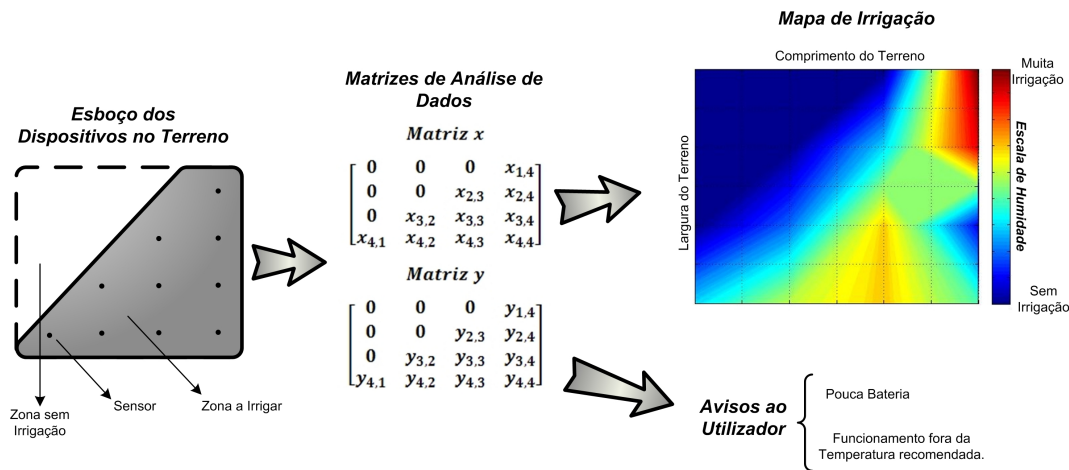 Esboço dos
Dispositivos no Terreno
Zona sem
Irrigação
Sensor
Zona a Irrigar
Matrizes de Análise de
Dados
Matriz x
0 0 0 x1.4
0 0 x2.3 x2.4
0 x3.2 x3.3 x3.4
x4.1 x4.2 x4.3 x4.4
Matriz y
0 0 0 y1.4
0 0 y2.3 y2.4
0 y3.2 y3.3 y3.4
y4.1 y4.2 y4.3 y4.4
Mapa de Irrigação
Comprimento do Terreno
Largura do Terreno
Muita
Irrigação
Escala de Humidade
Sem
Irrigação
Avisos ao
Utilizador
Pouca Bateria
Funcionamento fora da
Temperatura recomendada.